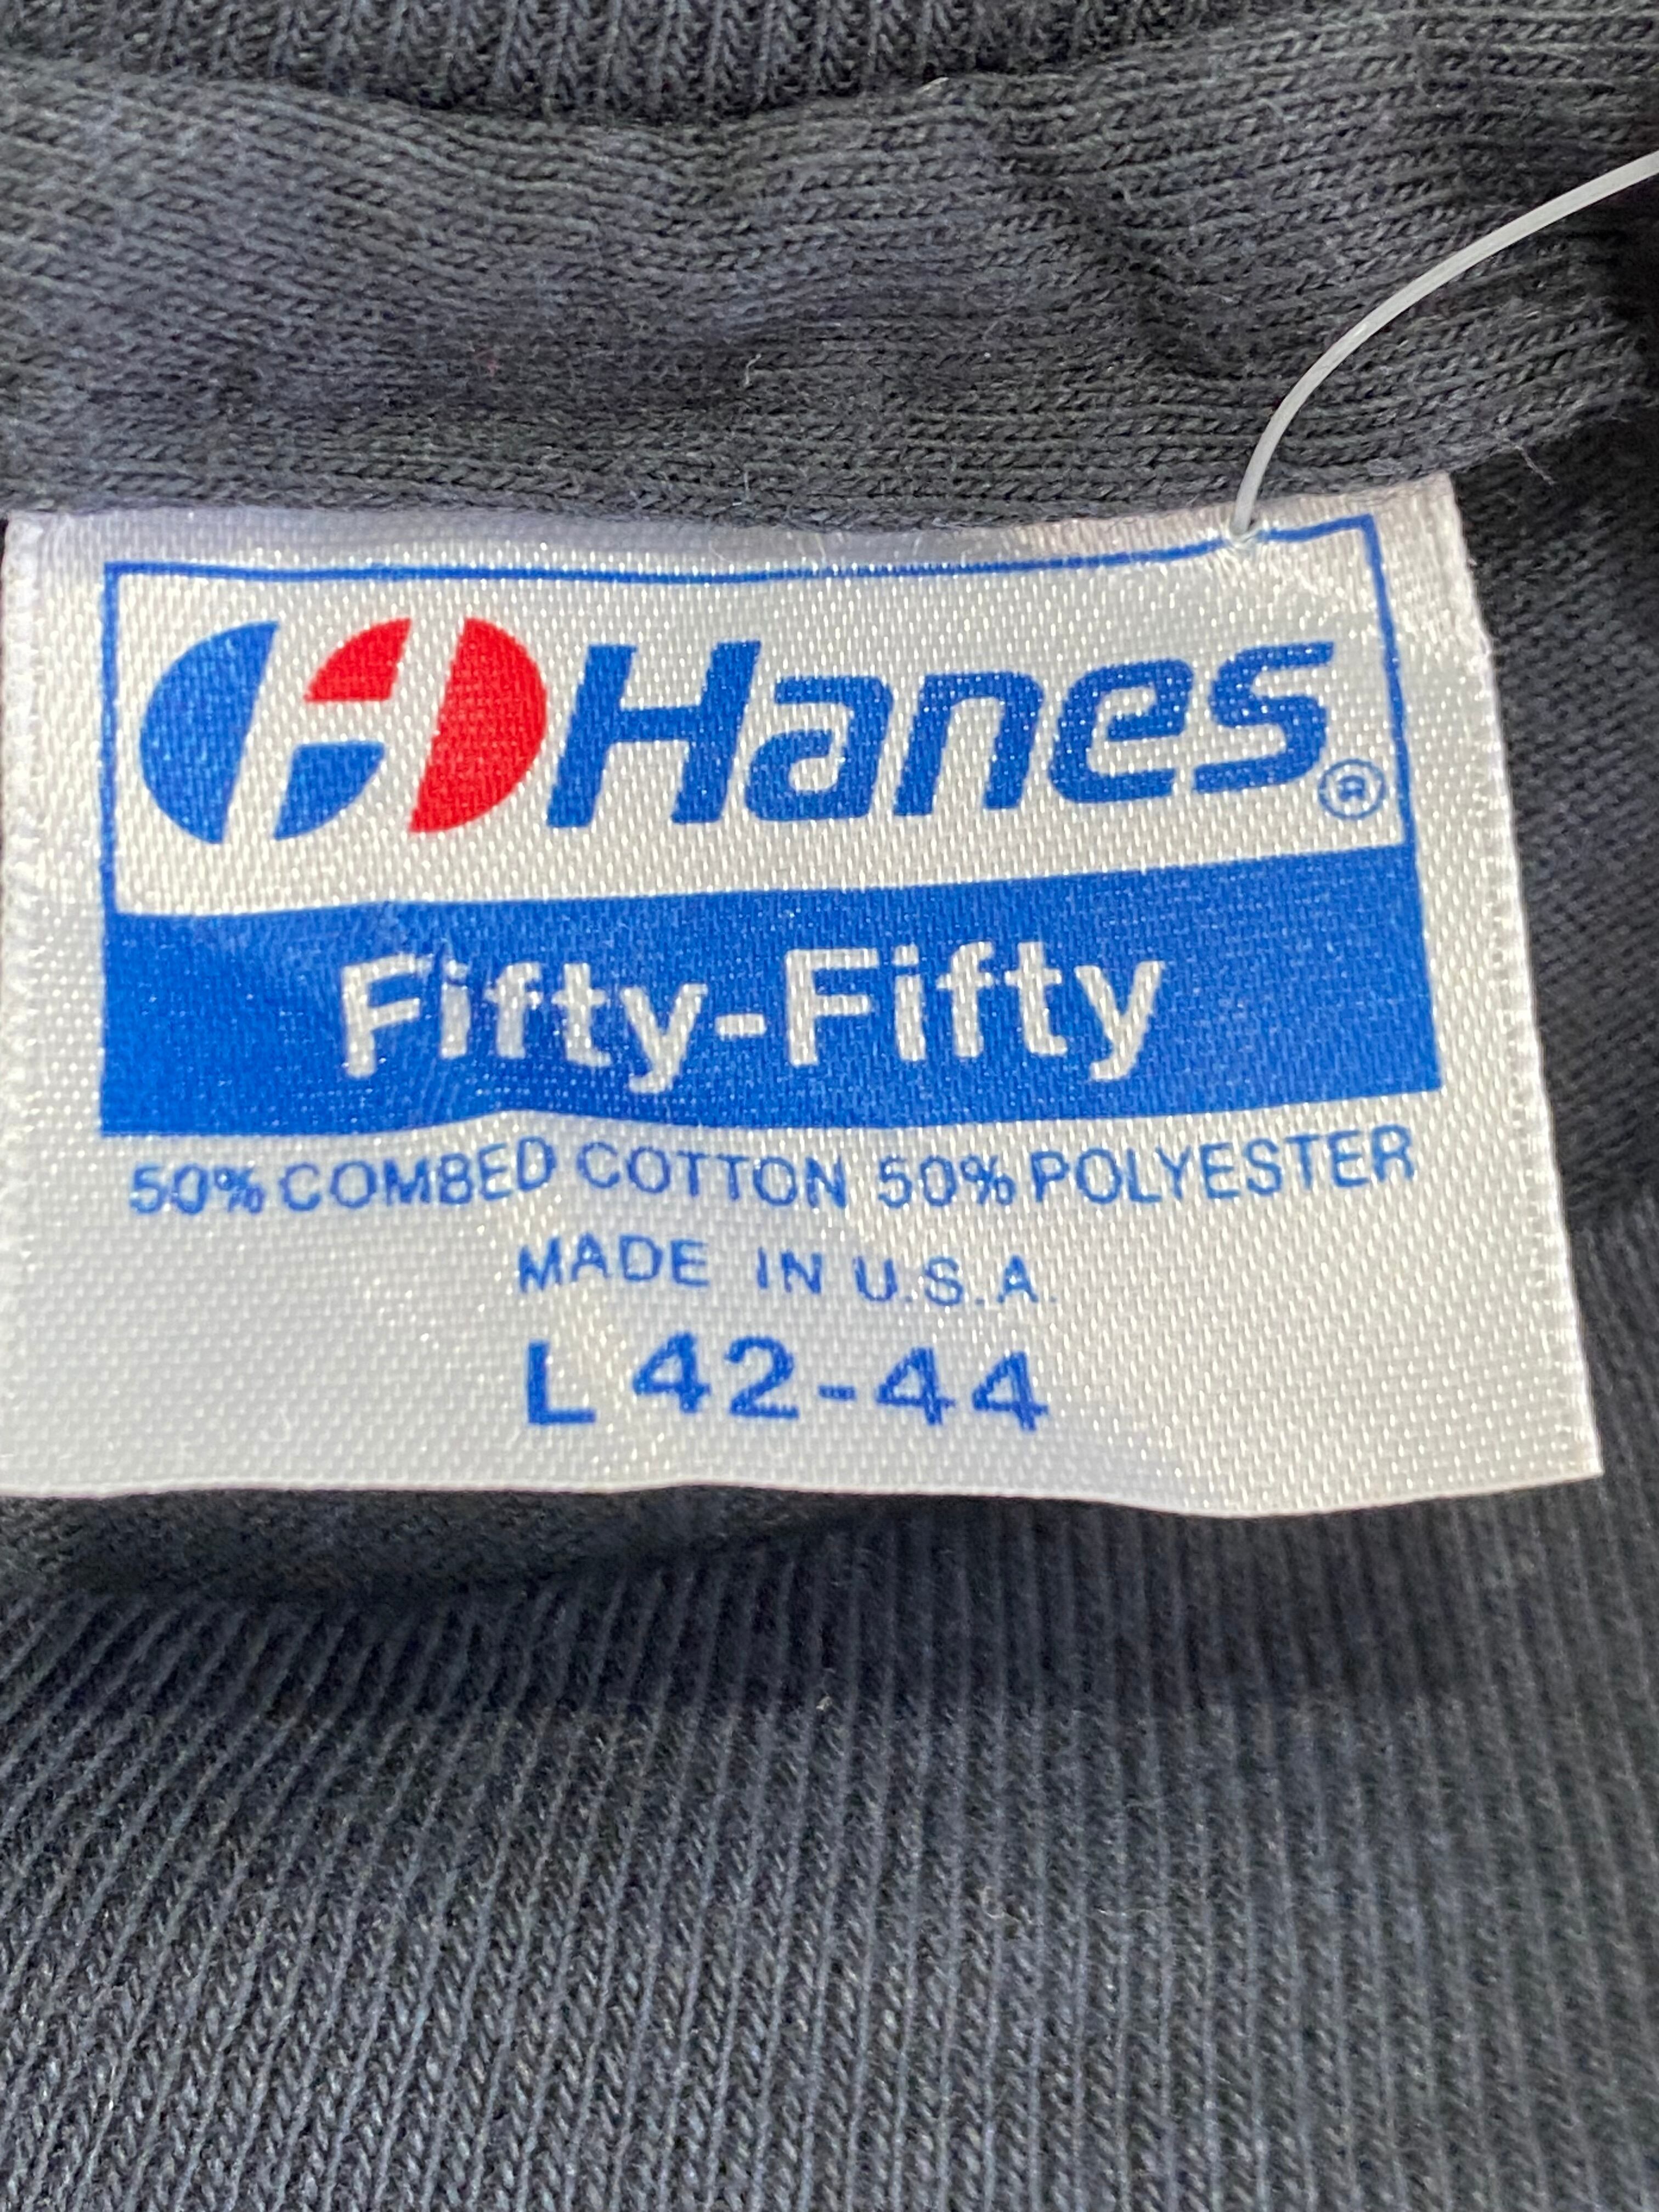 Hanes®
Fifty-Fifty
50% COMBED COTTON 50% POLYESTER
MADE IN U.S.A.
L 42-44